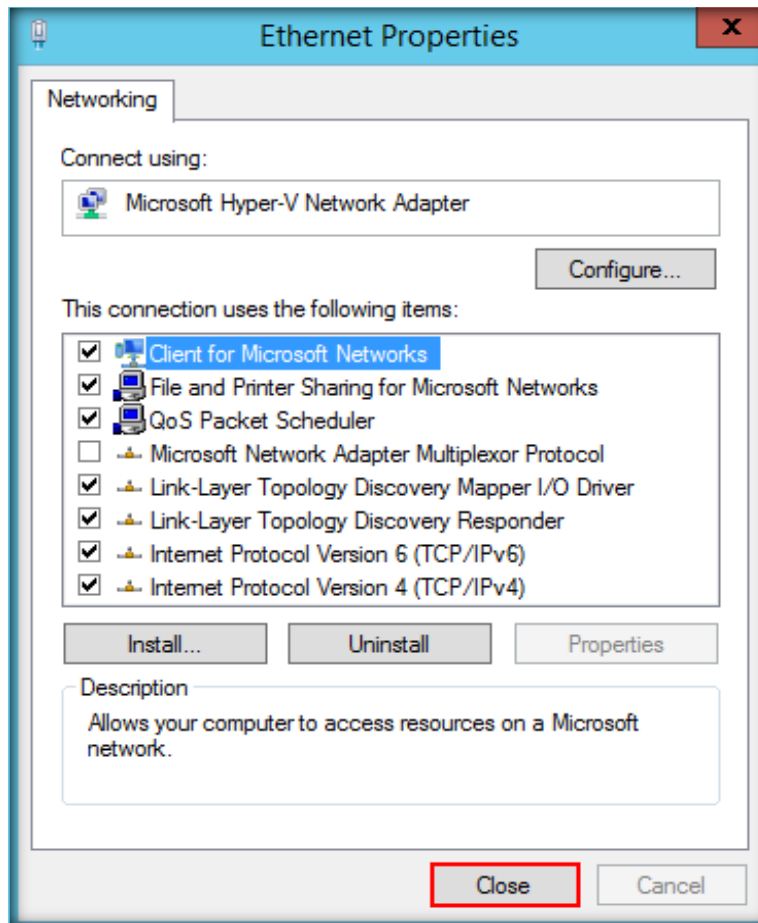 Ethernet Properties
x
Networking
Connect using:
Microsoft Hyper-V Network Adapter
Configure...
This connection uses the following items:
Client for Microsoft Networks
File and Printer Sharing for Microsoft Networks
QoS Packet Scheduler
Microsoft Network Adapter Multiplexor Protocol
Link-Layer Topology Discovery Mapper I/O Driver
Link-Layer Topology Discovery Responder
Internet Protocol Version 6 (TCP/IPv6)
Internet Protocol Version 4 (TCP/IPv4)
Install...
Uninstall
Properties
Description
Allows your computer to access resources on a Microsoft
network.
Close
Cancel